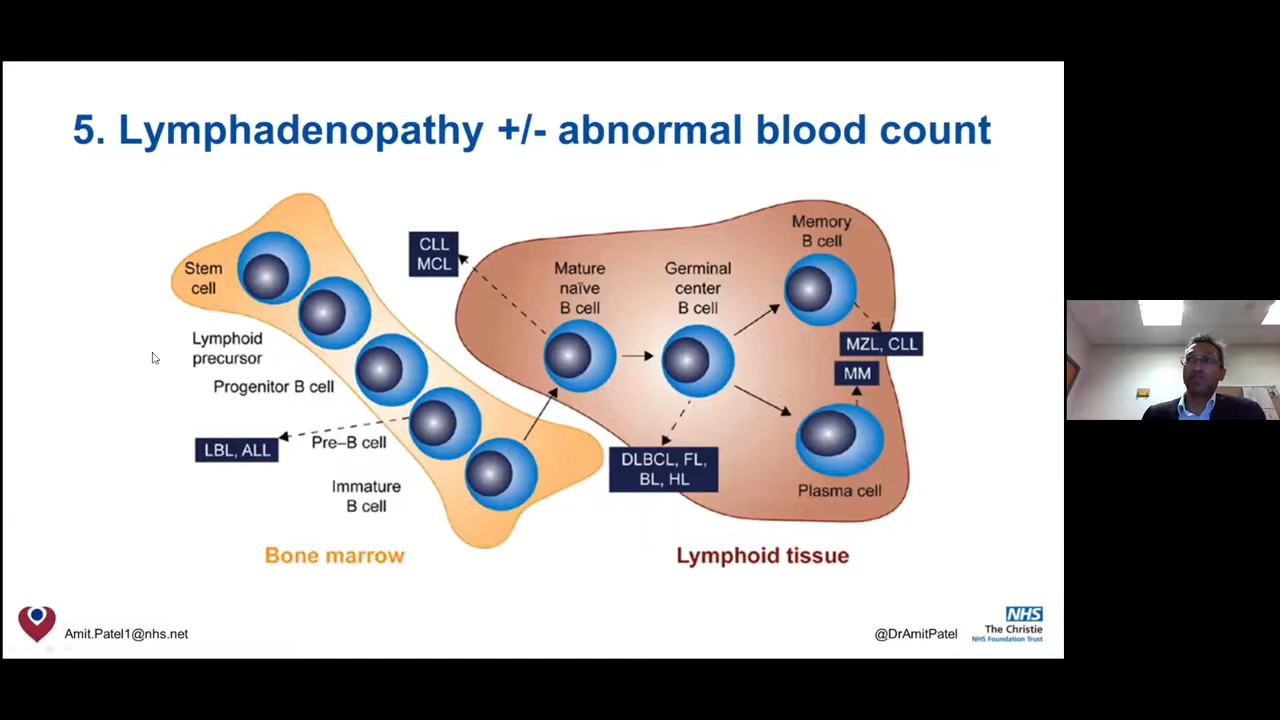 5. Lymphadenopathy +/- abnormal blood count
Stem
cell
Lymphoid
precursor
Progenitor B cell
LBL, ALL
Pre–B cell
Immature
B cell
Bone marrow
CLL
MCL
Mature
naïve
B cell
Germinal
center
B cell
Memory
B cell
MZL, CLL
MM
DLBCL, FL,
BL, HL
Plasma cell
Lymphoid tissue
Amit.Patel1@nhs.net
@DrAmitPatel
NHS
The Christie
NHS Foundation Trust